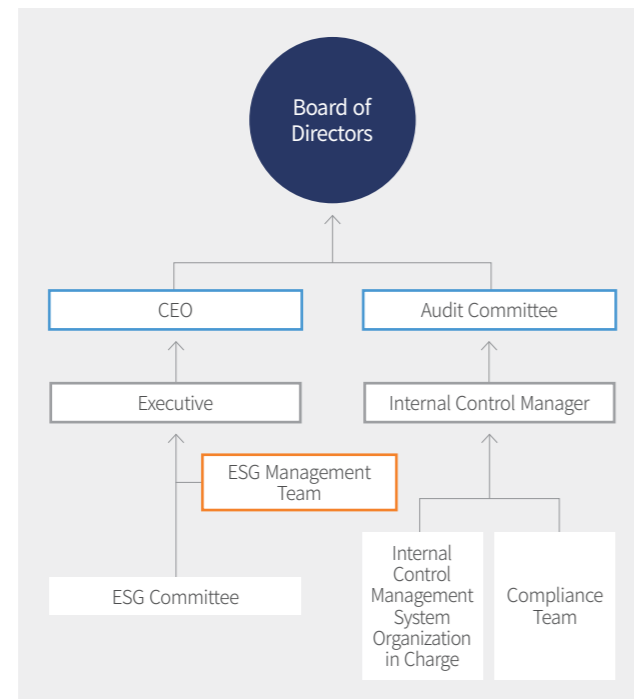 Board of
Directors
CEO
Audit Committee
Executive
Internal Control Manager
ESG Management
Team
ESG Committee
Internal
Control
Management
System
Organization
in Charge
Compliance
Team